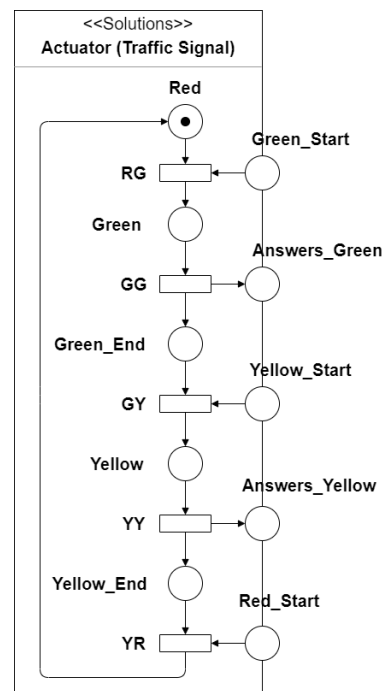 <<Solutions>>
Actuator (Traffic Signal)
Red
Green_Start
RG
Green
Answers_Green
GG
Green_End
Yellow_Start
GY
Yellow
Answers_Yellow
YY
Yellow_End
Red_Start
YR